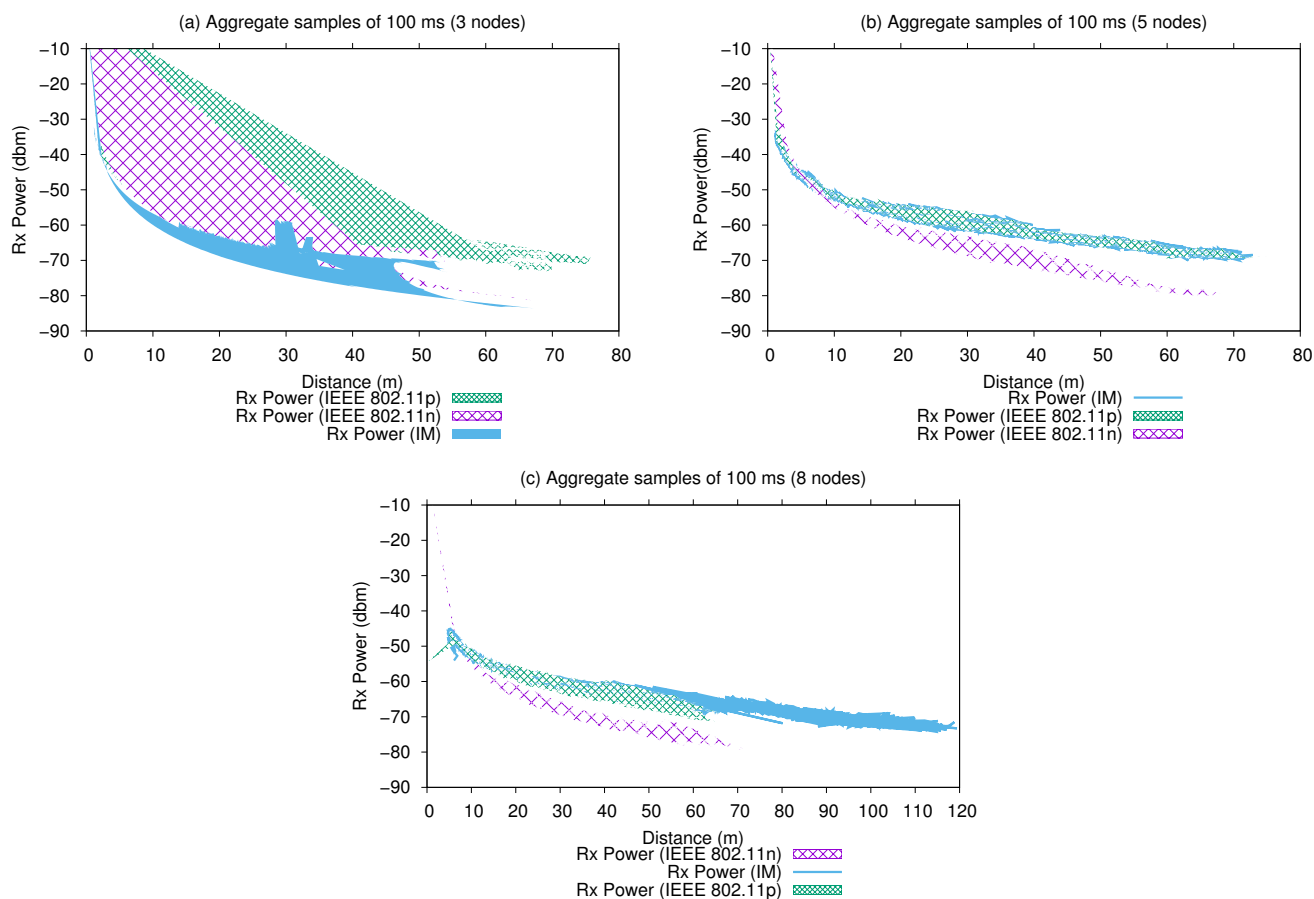 (a) Aggregate samples of 100 ms (3 nodes)
−10
−20
−30
−40
−50
−60
−70
−80
−90
Rx Power (dbm)
0 10 20 30 40 50 60 70 80
Distance (m)
Rx Power (IEEE 802.11p)
Rx Power (IEEE 802.11n)
Rx Power (IM)
(b) Aggregate samples of 100 ms (5 nodes)
−10
−20
−30
−40
−50
−60
−70
−80
−90
Rx Power(dbm)
0 10 20 30 40 50 60 70 80
Distance (m)
Rx Power (IM)
Rx Power (IEEE 802.11p)
Rx Power (IEEE 802.11n)
(c) Aggregate samples of 100 ms (8 nodes)
−10
−20
−30
−40
−50
−60
−70
−80
−90
Rx Power (dbm)
0 10 20 30 40 50 60 70 80 90 100 110 120
Distance (m)
Rx Power (IEEE 802.11n)
Rx Power (IM)
Rx Power (IEEE 802.11p)